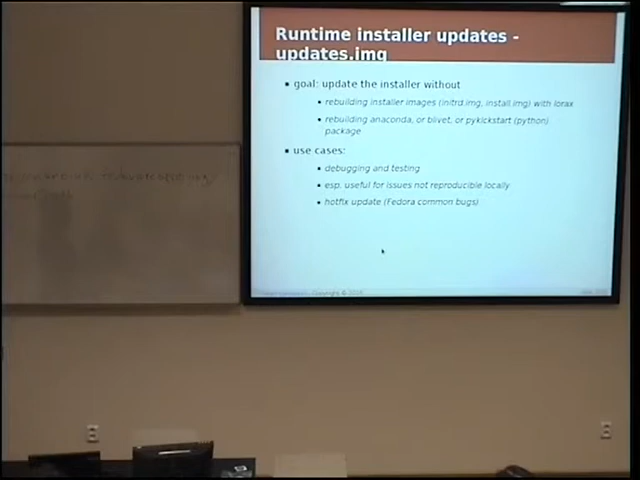 Runtime installer updates -
updates.img
goal: update the installer without
rebuilding installer images (initrd.img, install.img) with lorax
rebuilding anaconda, or blivet, or pykickstart (python)
package
use cases:
debugging and testing
esp. useful for issues not reproducible locally
hotfix update (Fedora common bugs)